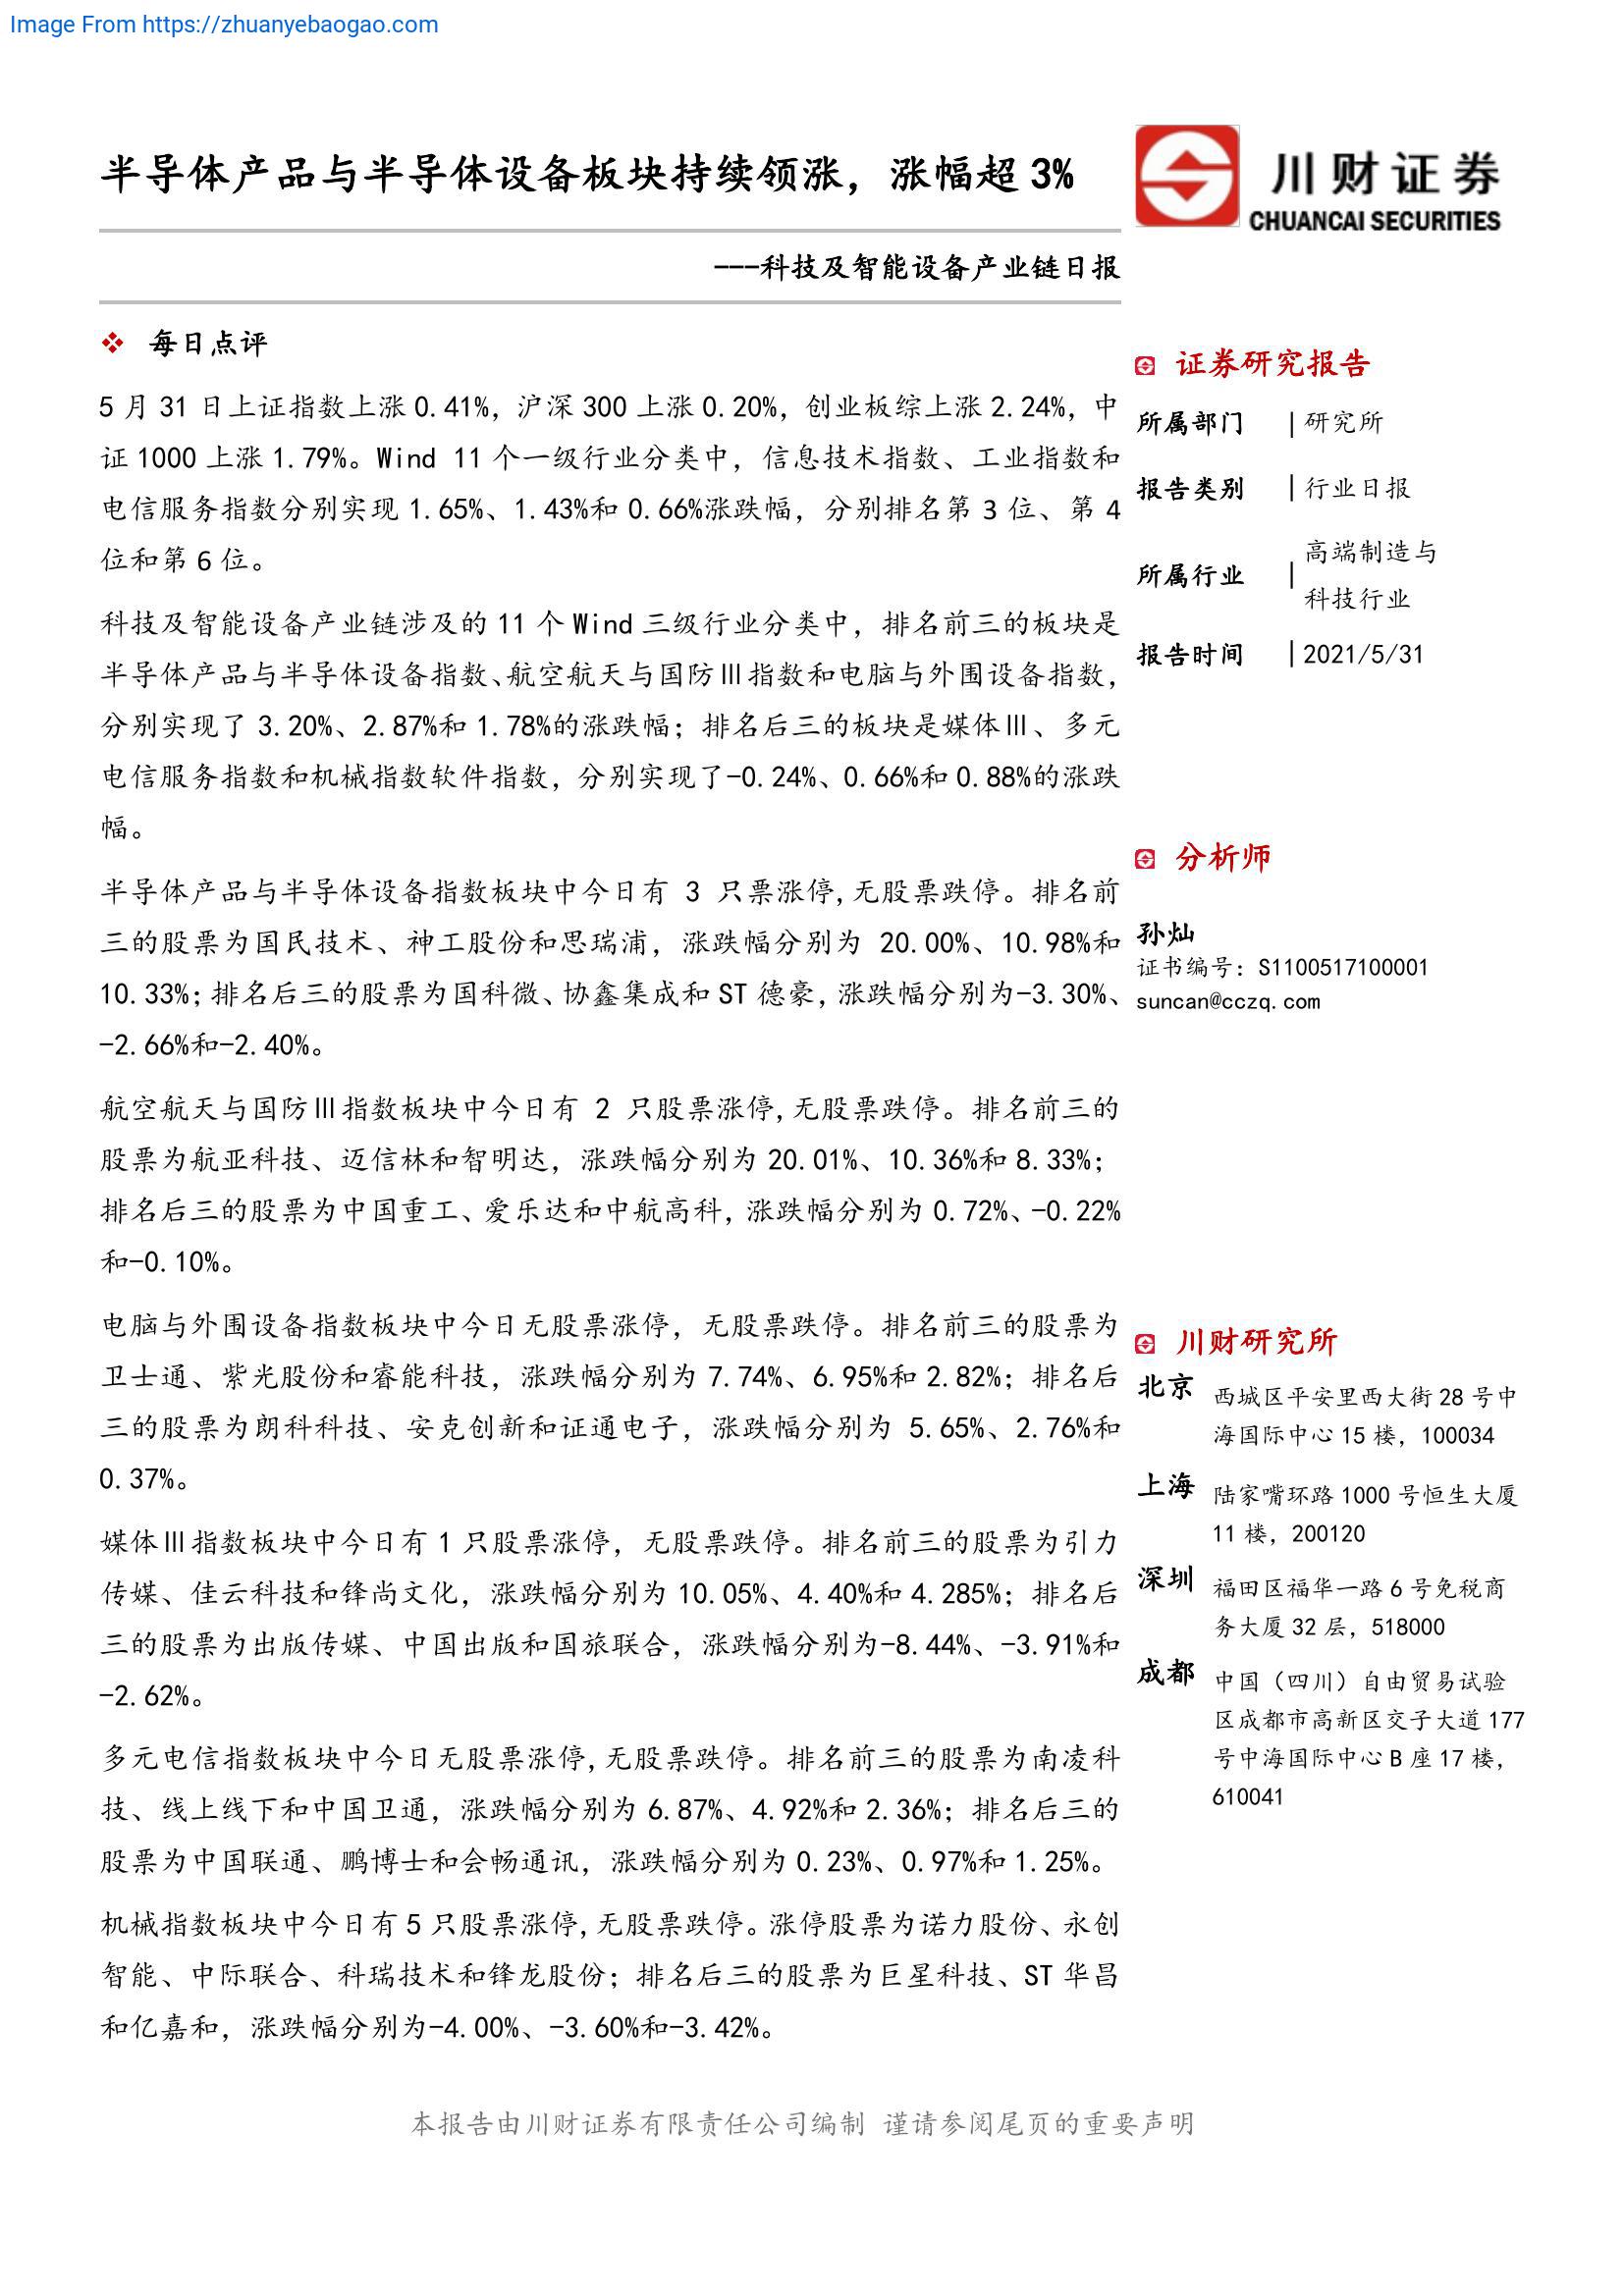 Image From https://zhuanyebaogao.com
半导体产品与半导体设备板块持续领涨，涨幅超 3%
---科技及智能设备产业链日报
每日点评
5 月 31 日上证指数上涨 0.41%，沪深 300 上涨 0.20%，创业板综上涨 2.24%，中
证 1000 上涨 1.79%。Wind 11 个一级行业分类中，信息技术指数、工业指数和
电信服务指数分别实现 1.65%、1.43%和 0.66%涨跌幅，分别排名第 3 位、第 4
位和第 6 位。
科技及智能设备产业链涉及的 11 个 Wind 三级行业分类中，排名前三的板块是
半导体产品与半导体设备指数、航空航天与国防Ⅲ指数和电脑与外围设备指数，
分别实现了 3.20%、2.87%和 1.78%的涨跌幅；排名后三的板块是媒体Ⅲ、多元
电信服务指数和机械指数软件指数，分别实现了-0.24%、0.66%和 0.88%的涨跌
幅。
半导体产品与半导体设备指数板块中今日有 3 只票涨停,无股票跌停。排名前
三的股票为国民技术、神工股份和思瑞浦，涨跌幅分别为 20.00%、10.98%和
10.33%；排名后三的股票为国科微、协鑫集成和 ST 德豪，涨跌幅分别为-3.30%、
-2.66%和-2.40%。
航空航天与国防Ⅲ指数板块中今日有 2 只股票涨停,无股票跌停。排名前三的
股票为航亚科技、迈信林和智明达，涨跌幅分别为 20.01%、10.36%和 8.33%；
排名后三的股票为中国重工、爱乐达和中航高科，涨跌幅分别为 0.72%、-0.22%
和-0.10%。
电脑与外围设备指数板块中今日无股票涨停，无股票跌停。排名前三的股票为
卫士通、紫光股份和睿能科技，涨跌幅分别为 7.74%、6.95%和 2.82%；排名后
三的股票为朗科科技、安克创新和证通电子，涨跌幅分别为 5.65%、2.76%和
0.37%。
媒体Ⅲ指数板块中今日有 1 只股票涨停，无股票跌停。排名前三的股票为引力
传媒、佳云科技和锋尚文化，涨跌幅分别为 10.05%、4.40%和 4.285%；排名后
三的股票为出版传媒、中国出版和国旅联合，涨跌幅分别为-8.44%、-3.91%和
-2.62%。
多元电信指数板块中今日无股票涨停,无股票跌停。排名前三的股票为南凌科
技、线上线下和中国卫通，涨跌幅分别为 6.87%、4.92%和 2.36%；排名后三的
股票为中国联通、鹏博士和会畅通讯，涨跌幅分别为 0.23%、0.97%和 1.25%。
机械指数板块中今日有 5 只股票涨停,无股票跌停。涨停股票为诺力股份、永创
智能、中际联合、科瑞技术和锋龙股份；排名后三的股票为巨星科技、ST 华昌
和亿嘉和，涨跌幅分别为-4.00%、-3.60%和-3.42%。
川财证券
CHUANCAI SECURITIES
证券研究报告
所属部门 | 研究所
报告类别 | 行业日报
所属行业 | 高端制造与
科技行业
报告时间 | 2021/5/31
分析师
孙灿
证书编号：S1100517100001
suncan@cczq.com
川财研究所
北京 西城区平安里西大街 28 号中
海国际中心 15 楼，100034
上海 陆家嘴环路 1000 号恒生大厦
11 楼，200120
深圳 福田区福华一路 6 号免税商
务大厦 32 层，518000
成都 中国（四川）自由贸易试验
区成都市高新区交子大道 177
号中海国际中心 B 座 17 楼，
610041
本报告由川财证券有限责任公司编制 谨请参阅尾页的重要声明